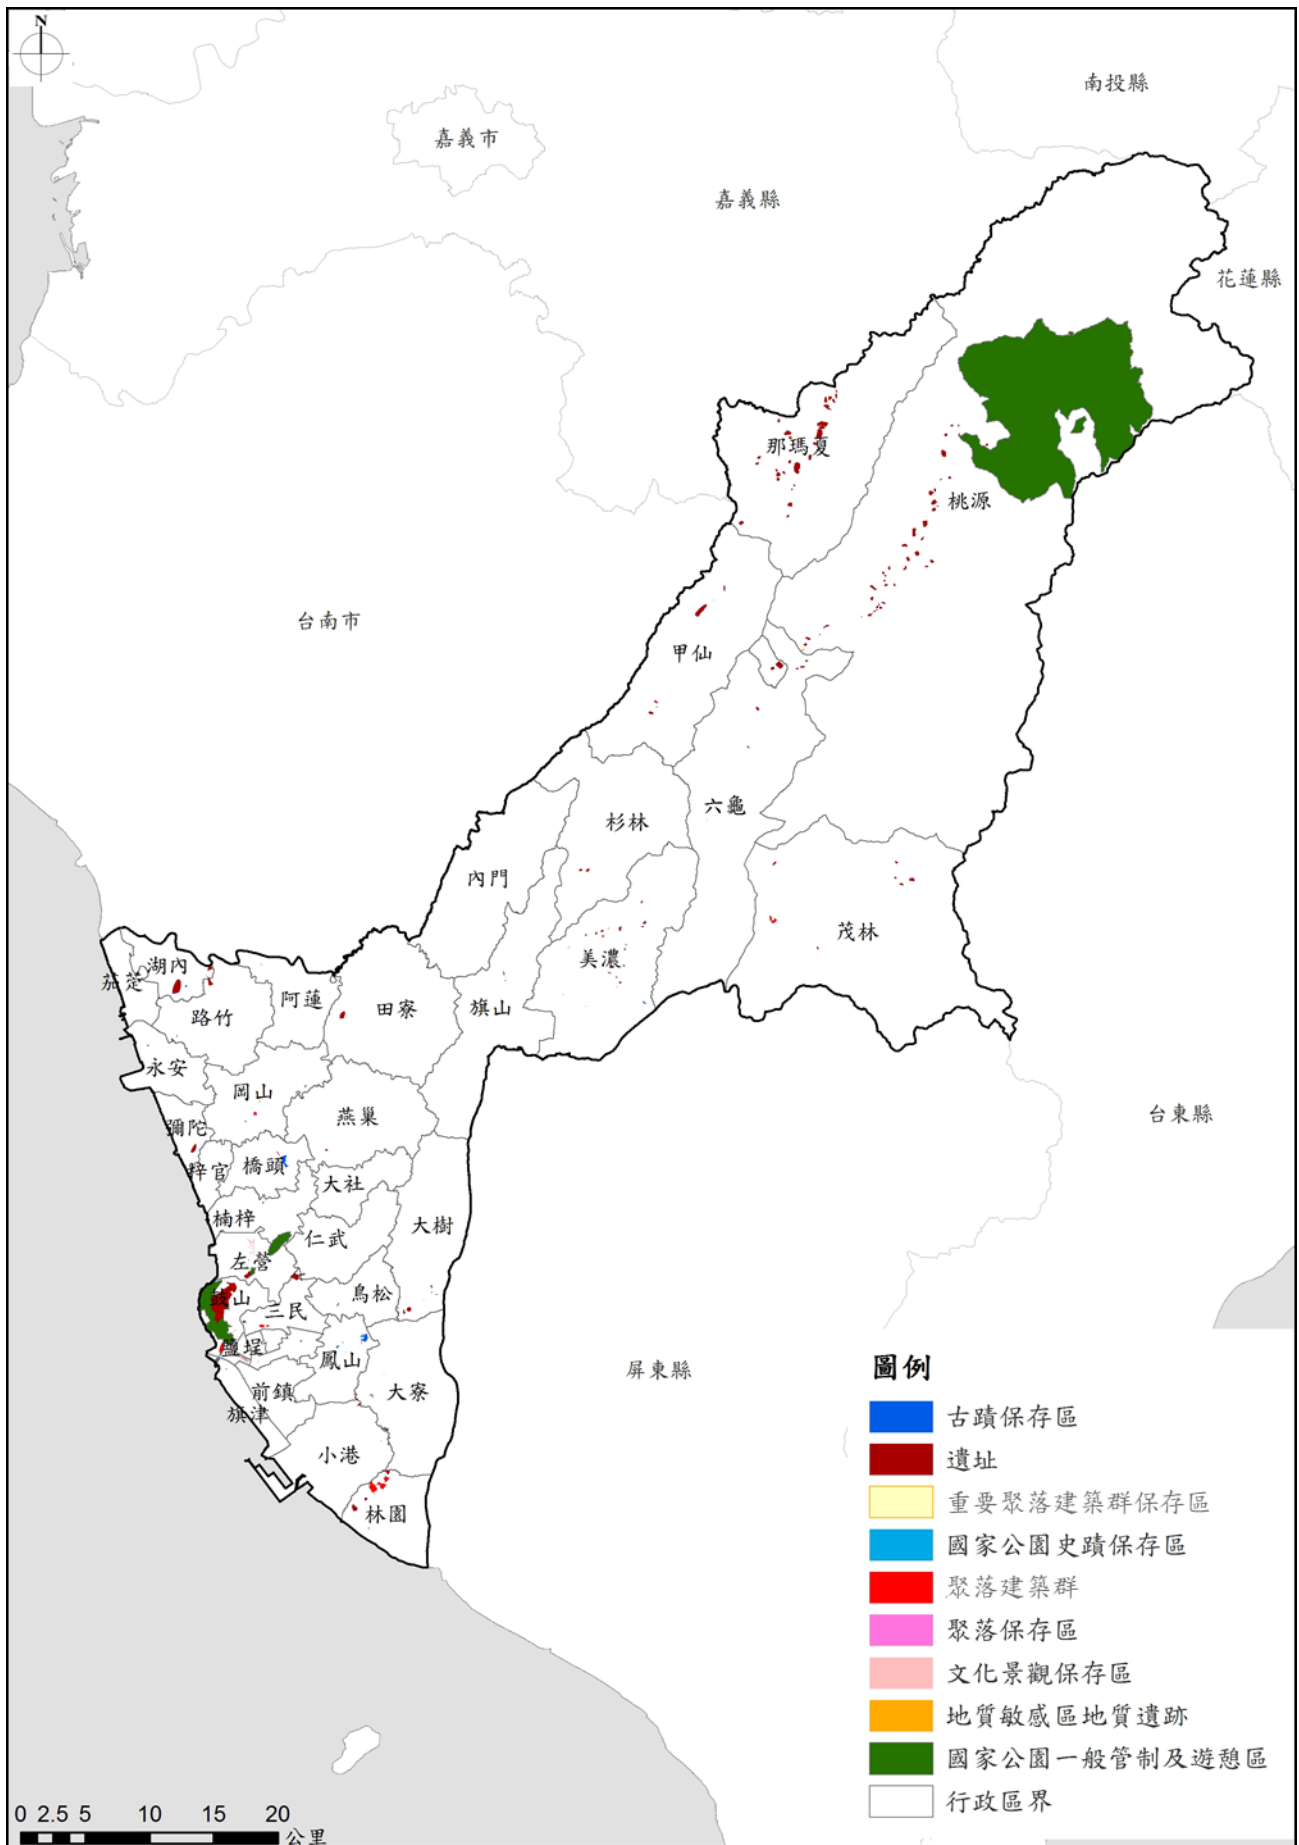 N
南投縣
嘉義市
嘉義縣
花蓮縣
那瑪夏
桃源
台南市
甲仙
六龜
杉林
內門
茂林
美濃
湖內
茄萣
阿蓮
田寮
旗山
路竹
永安
岡山
燕巢
彌陀
台東縣
梓官
橋頭
大社
楠梓
大樹
仁武
左營
鼓山
鳥松
三民
鹽埕
鳳山
屏東縣
前鎮
大寮
旗津
小港
林園
圖例
古蹟保存區
遺址
重要聚落建築群保存區
國家公園史蹟保存區
聚落建築群
聚落保存區
文化景觀保存區
地質敏感區地質遺跡
國家公園一般管制及遊憩區
行政區界
0 2.5 5 10 15 20
公里